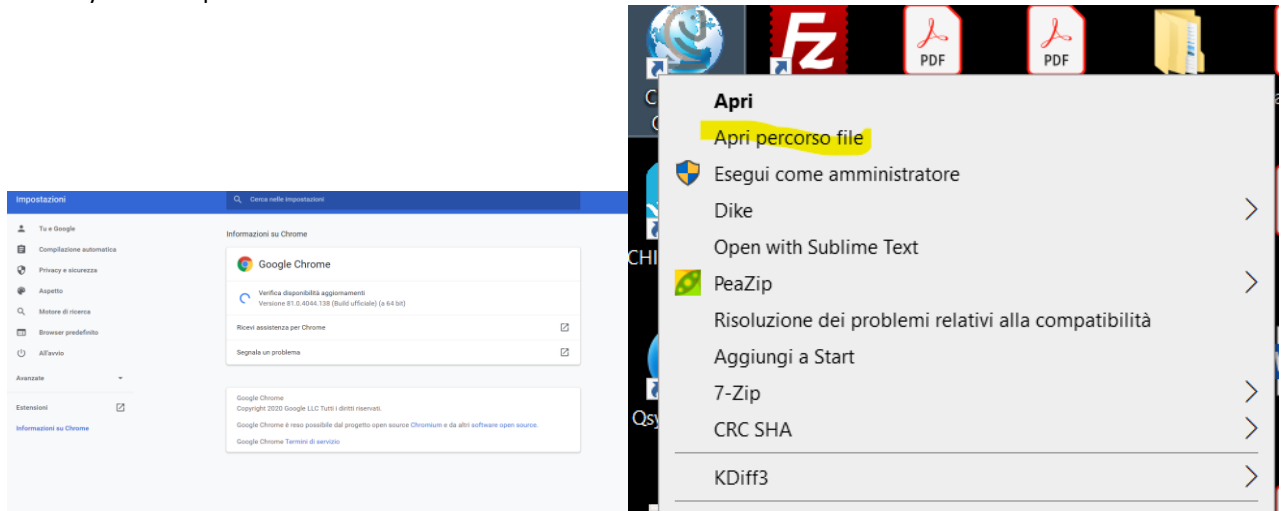 Impostazioni
Cerca nelle impostazioni
Tu e Google
Compilazione automatica
Privacy e sicurezza
Aspetto
Motore di ricerca
Browser predefinito
All'avvio
Avanzate
Estensioni
Informazioni su Chrome
Informazioni su Chrome
Google Chrome
Verifica disponibilità aggiornamenti
Versione 81.0.4044.138 (Build ufficiale) (a 64 bit)
Ricevi assistenza per Chrome
Segnala un problema
Google Chrome
Copyright 2020 Google LLC Tutti i diritti riservati.
Google Chrome è reso possibile dal progetto open source Chromium e da altri software open source.
Google Chrome Termini di servizio
Fz
PDF
PDF
C
CHI
Qsy
Apri
Apri percorso file
Esegui come amministratore
Dike
Open with Sublime Text
PeaZip
Risoluzione dei problemi relativi alla compatibilità
Aggiungi a Start
7-Zip
CRC SHA
KDiff3